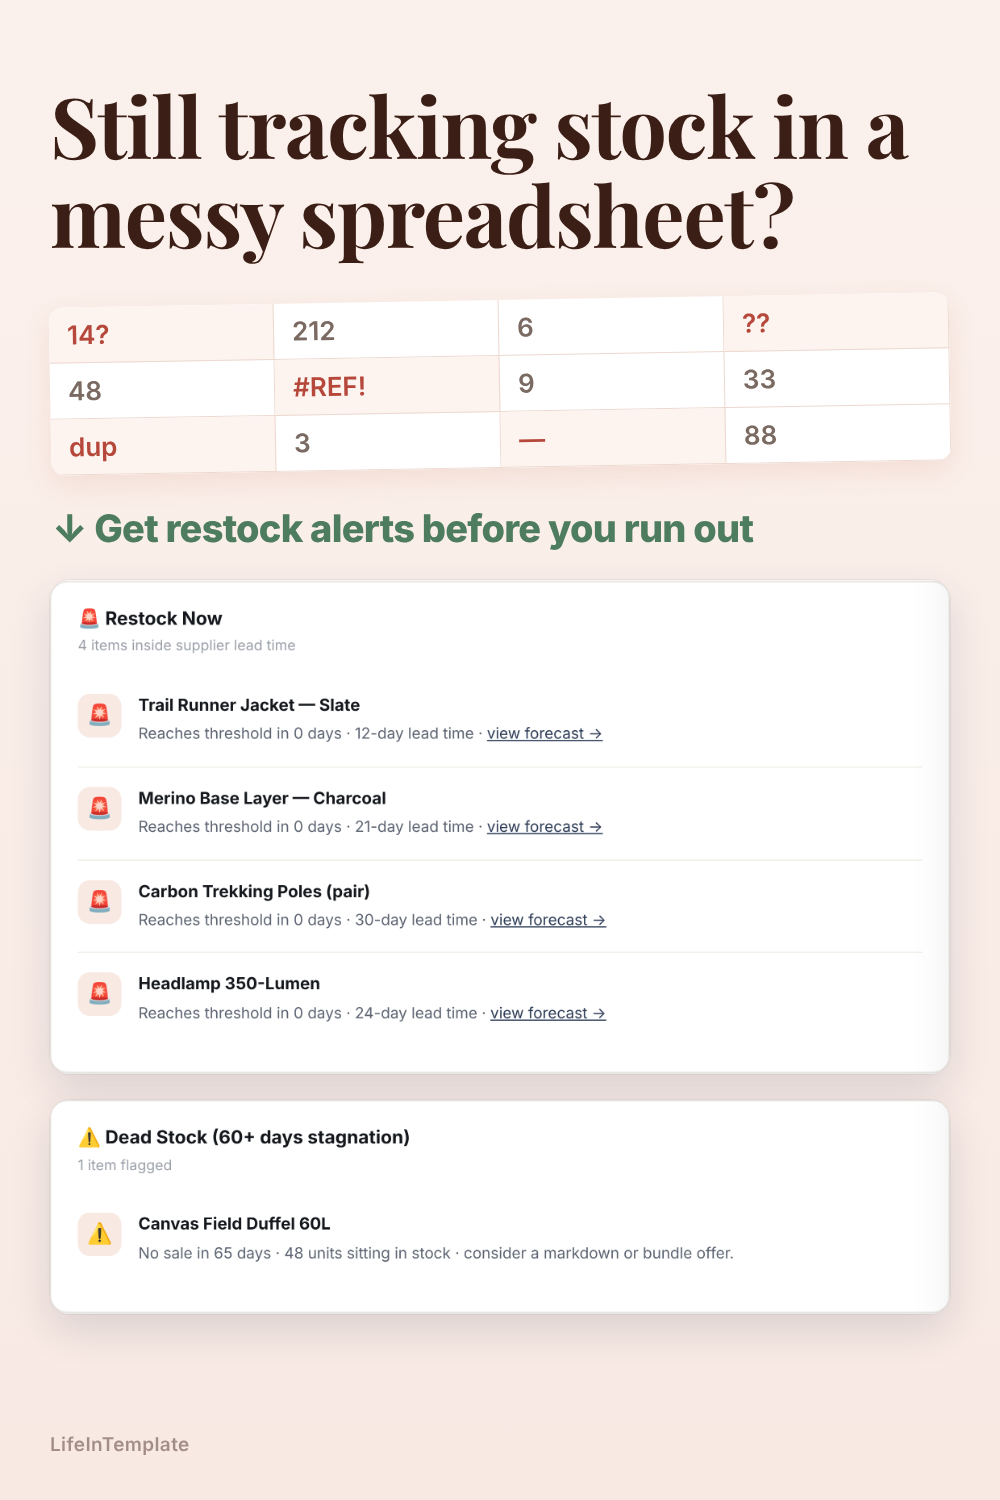 Still tracking stock in a
messy spreadsheet?
14? 212 6 ??
48 #REF! 9 33
dup 3 — 88
↓ Get restock alerts before you run out
🚨 Restock Now
4 items inside supplier lead time
Trail Runner Jacket — Slate
Reaches threshold in 0 days · 12-day lead time · view forecast →
Merino Base Layer — Charcoal
Reaches threshold in 0 days · 21-day lead time · view forecast →
Carbon Trekking Poles (pair)
Reaches threshold in 0 days · 30-day lead time · view forecast →
Headlamp 350-Lumen
Reaches threshold in 0 days · 24-day lead time · view forecast →
⚠️ Dead Stock (60+ days stagnation)
1 item flagged
Canvas Field Duffel 60L
No sale in 65 days · 48 units sitting in stock · consider a markdown or bundle offer.
LifeInTemplate